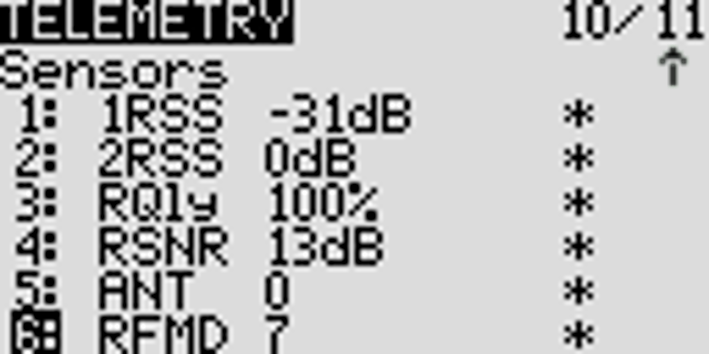 TELEMETRY 10/11
Sensors ↑
1: 1RSS -31dB *
2: 2RSS 0dB *
3: RQly 100% *
4: RSNR 13dB *
5: ANT 0 *
6: RFMD 7 *